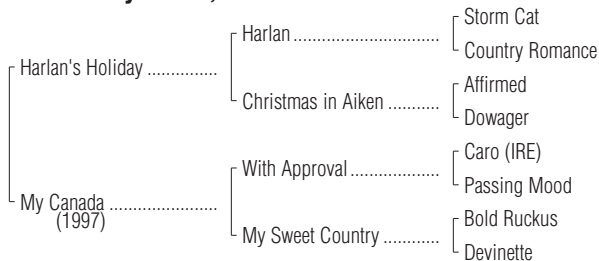 Storm Cat
Harlan
Country Romance
Harlan's Holiday
Affirmed
Christmas in Aiken
Dowager
Caro (IRE)
With Approval
Passing Mood
My Canada
(1997)
Bold Ruckus
My Sweet Country
Devinette